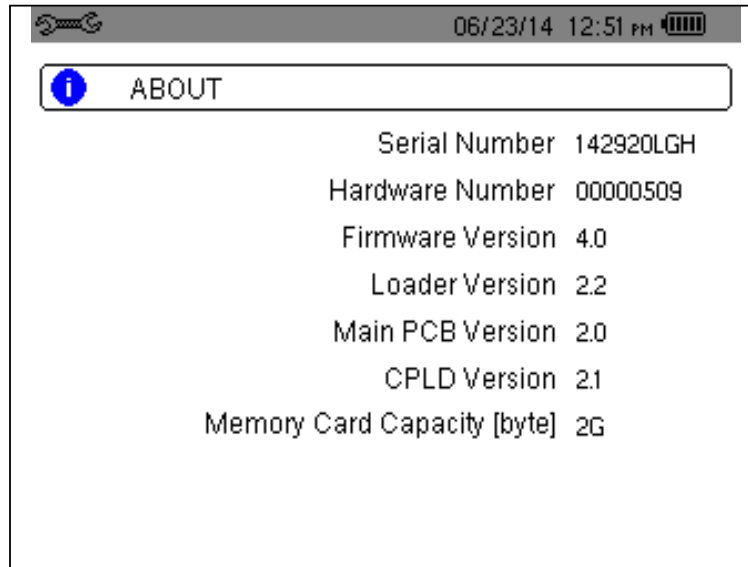 06/23/14 12:51 PM
i ABOUT
Serial Number 142920LGH
Hardware Number 00000509
Firmware Version 4.0
Loader Version 2.2
Main PCB Version 2.0
CPLD Version 2.1
Memory Card Capacity [byte] 2G